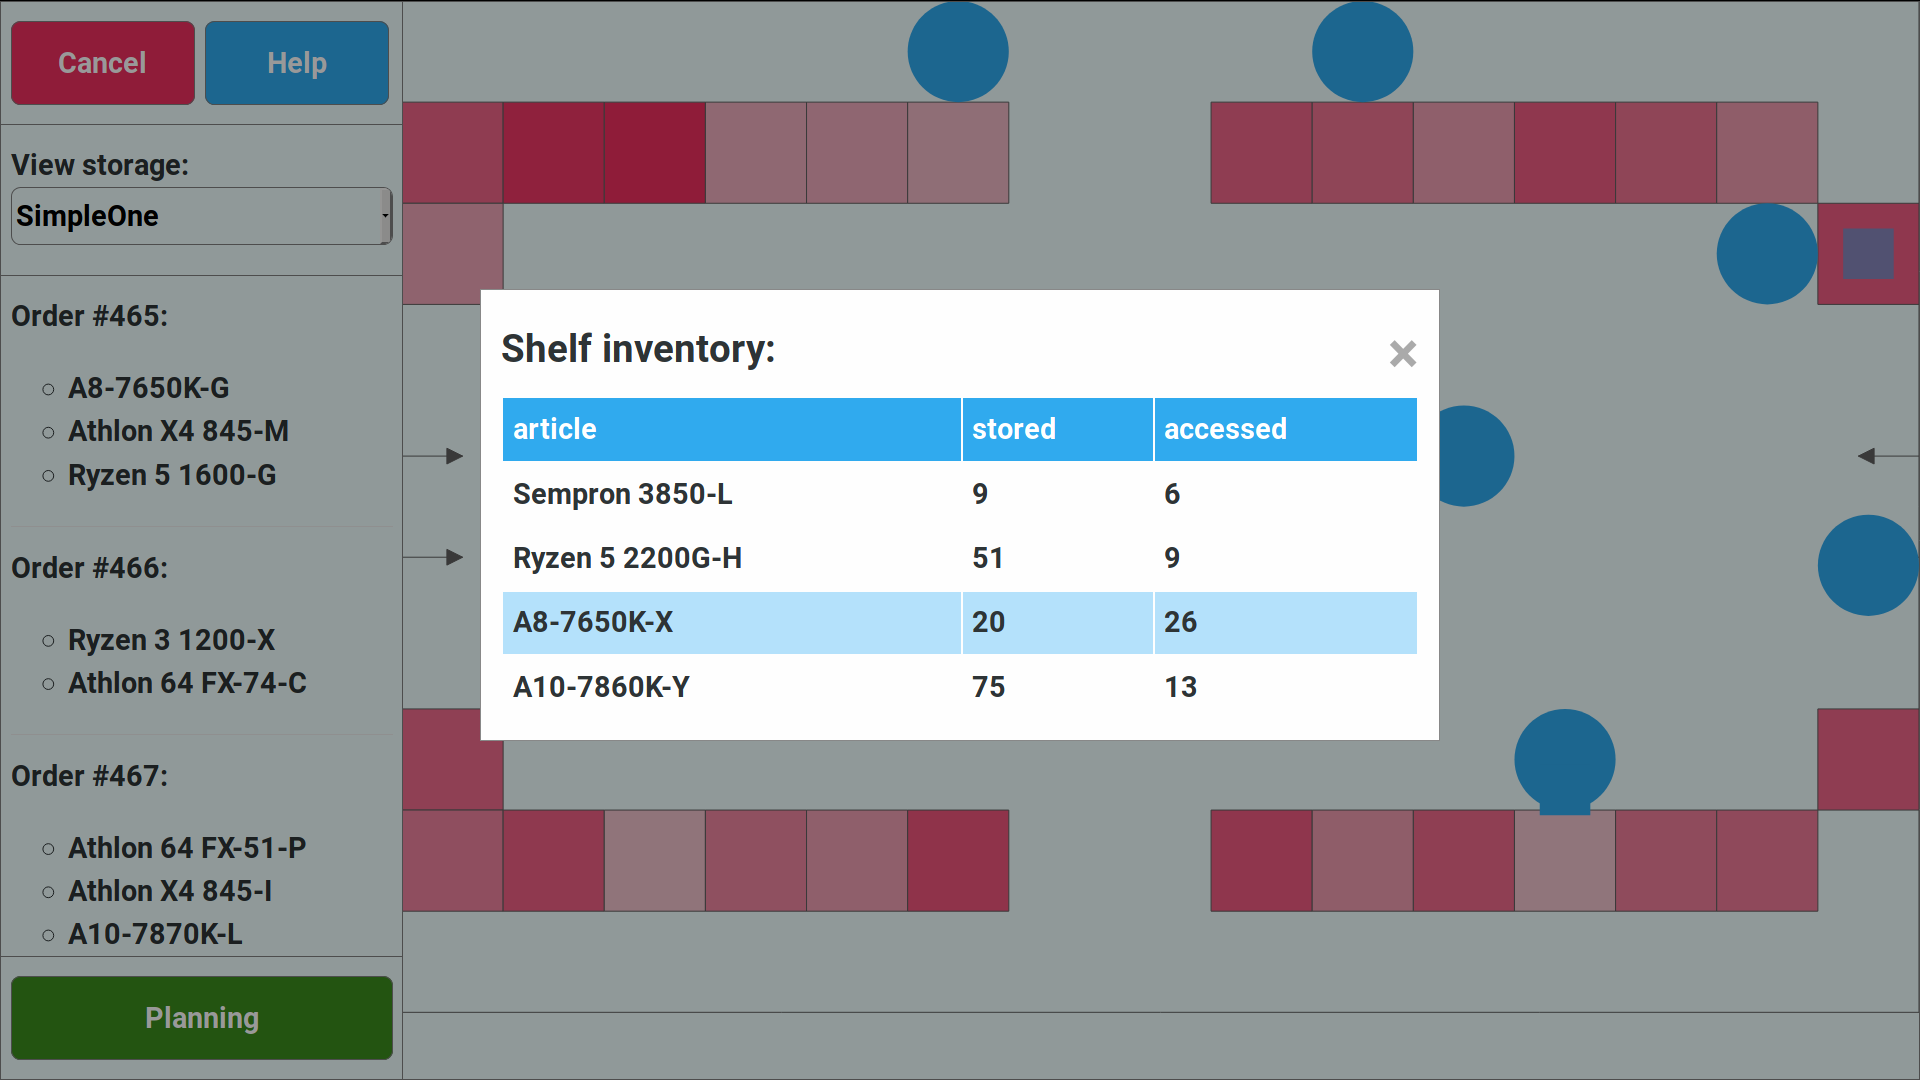 Cancel
Help
View storage:
SimpleOne
Order #465:
A8-7650K-G
Athlon X4 845-M
Ryzen 5 1600-G
Order #466:
Ryzen 3 1200-X
Athlon 64 FX-74-C
Order #467:
Athlon 64 FX-51-P
Athlon X4 845-I
A10-7870K-L
Planning
Shelf inventory:
×
article stored accessed
Sempron 3850-L 9 6
Ryzen 5 2200G-H 51 9
A8-7650K-X 20 26
A10-7860K-Y 75 13